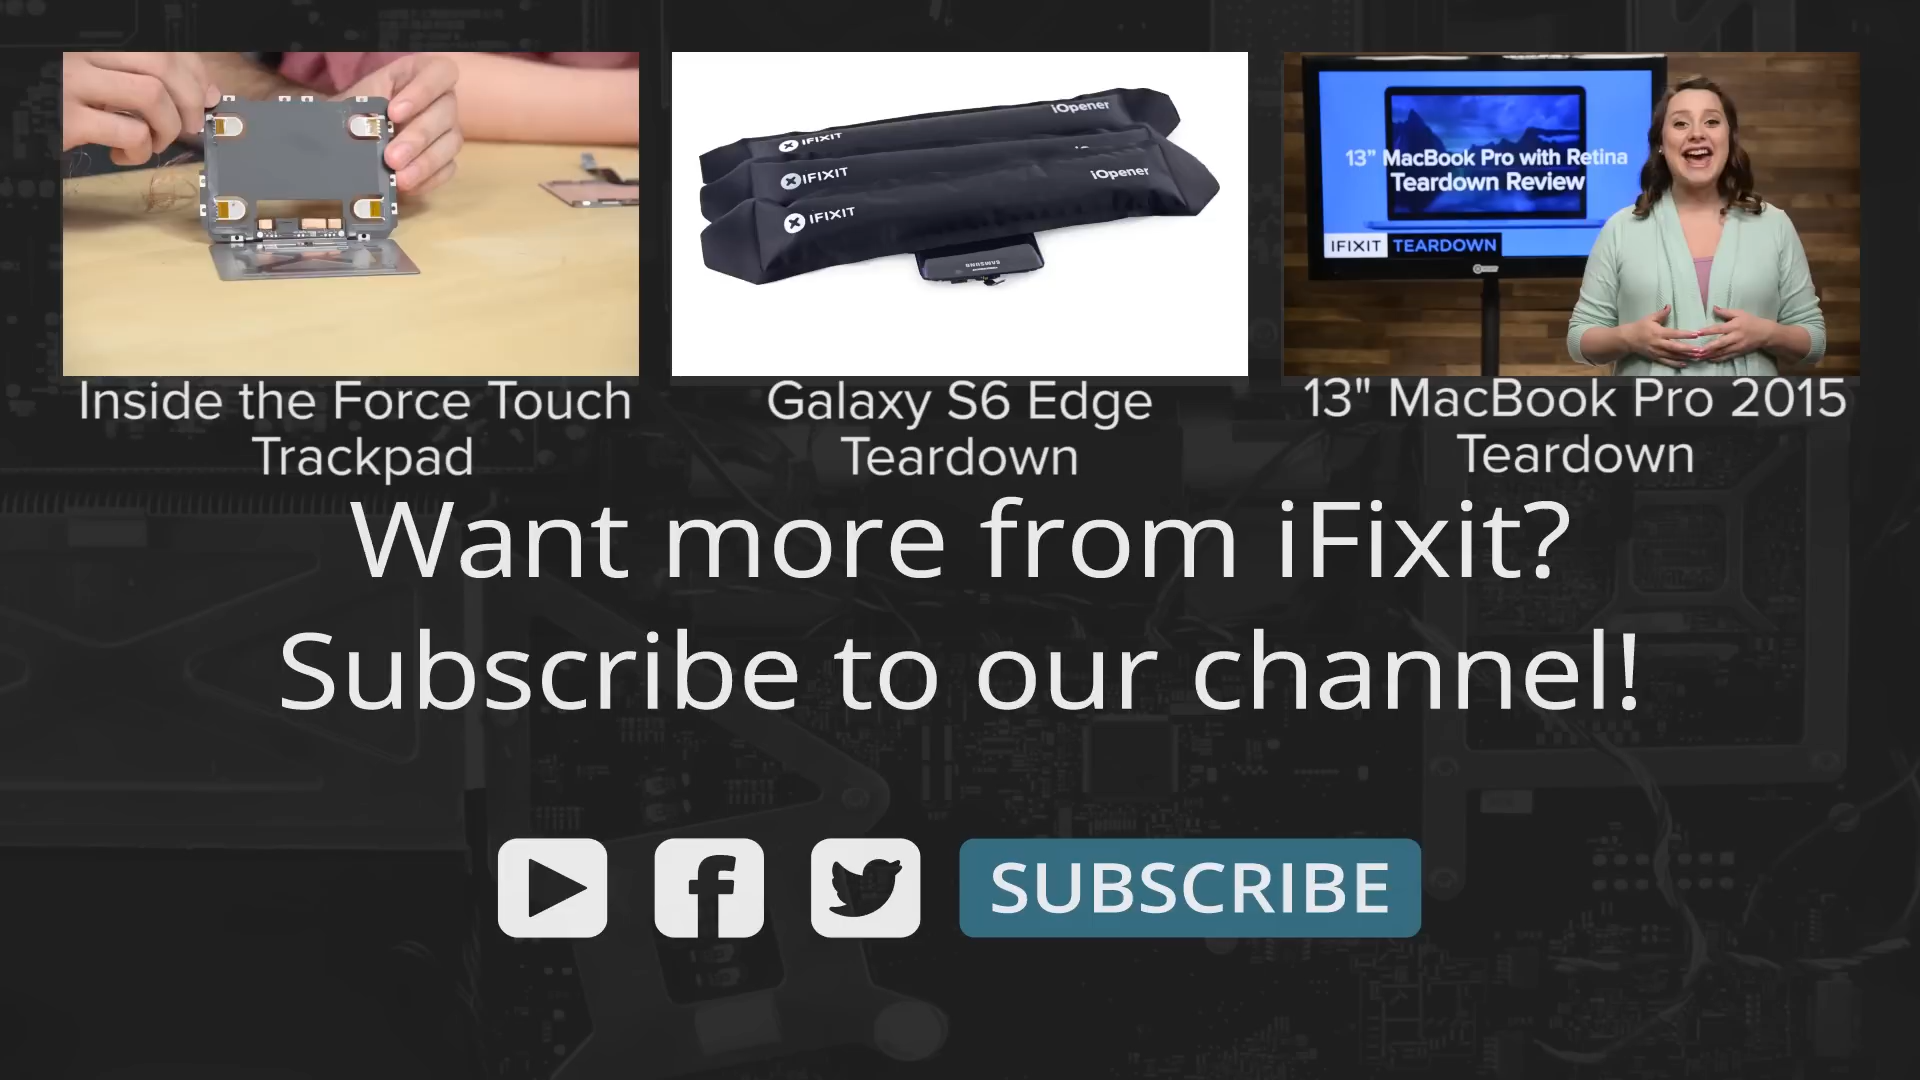 iOpener
IFIXIT
IFIXIT
iOpener
IFIXIT
SAMSUNG
13" MacBook Pro with Retina
Teardown Review
IFIXIT TEARDOWN
Inside the Force Touch
Trackpad
Galaxy S6 Edge
Teardown
13" MacBook Pro 2015
Teardown
Want more from iFixit?
Subscribe to our channel!
SUBSCRIBE